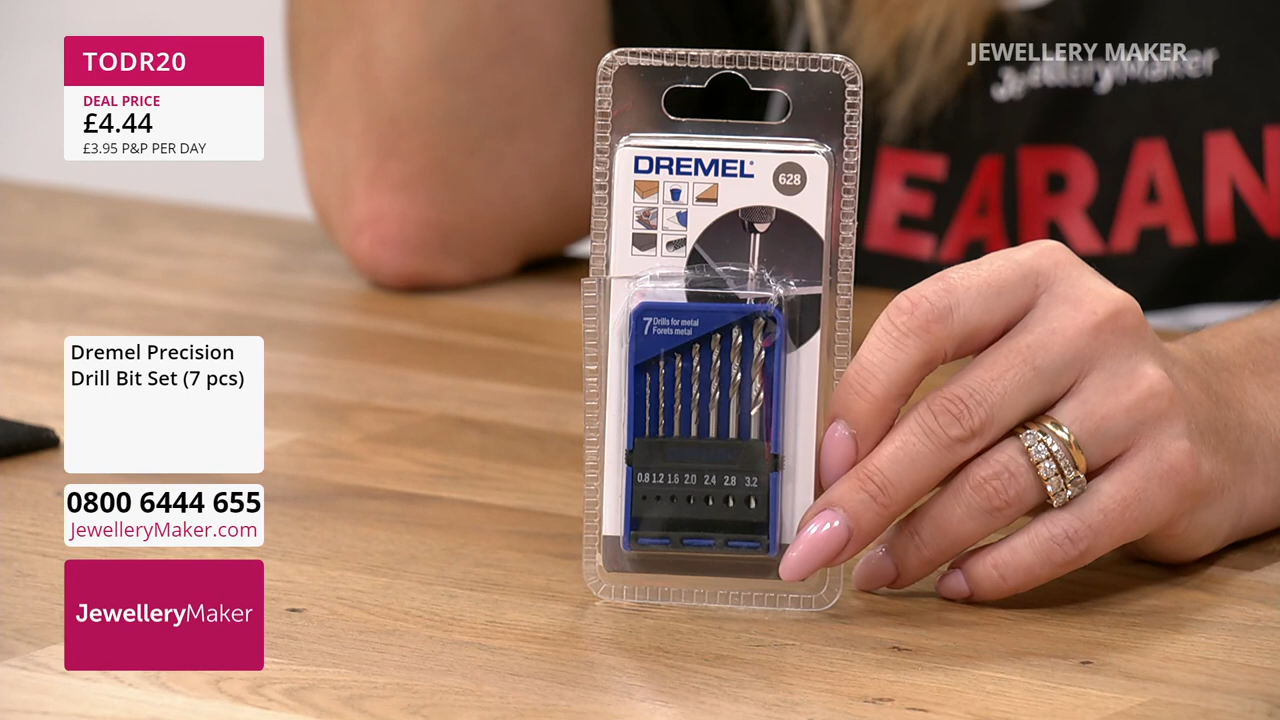 TODR20
DEAL PRICE
£4.44
£3.95 P&P PER DAY
Dremel Precision
Drill Bit Set (7 pcs)
0800 6444 655
JewelleryMaker.com
JewelleryMaker
JEWELLERY MAKER
JewelleryMaker
EARAN
DREMEL
628
7 Drills for metal
Forets metal
0.8 1.2 1.6 2.0 2.4 2.8 3.2